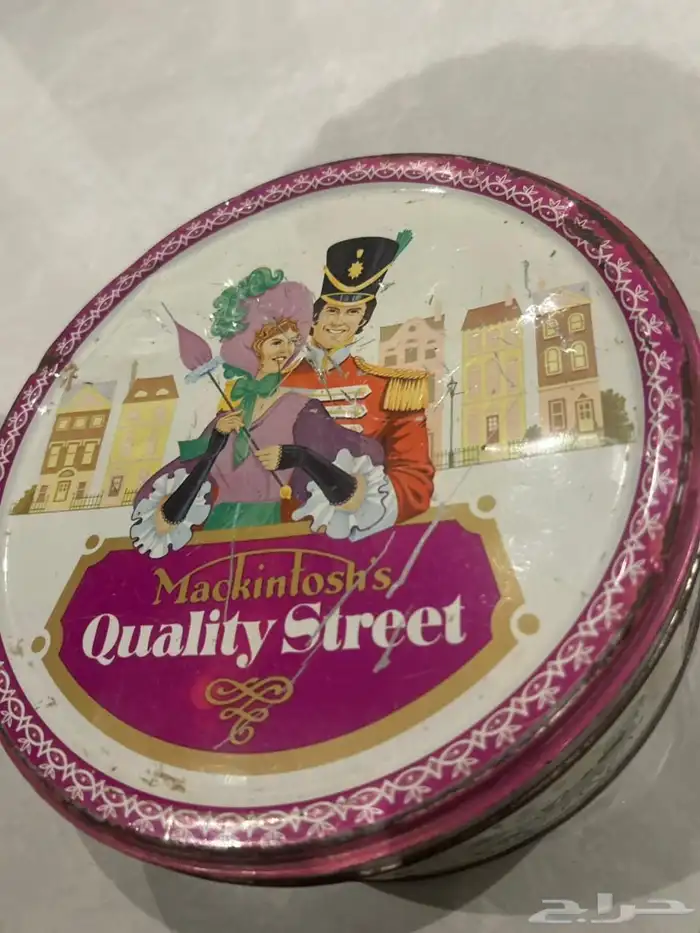 Mackintosh's
Quality Street
حراج